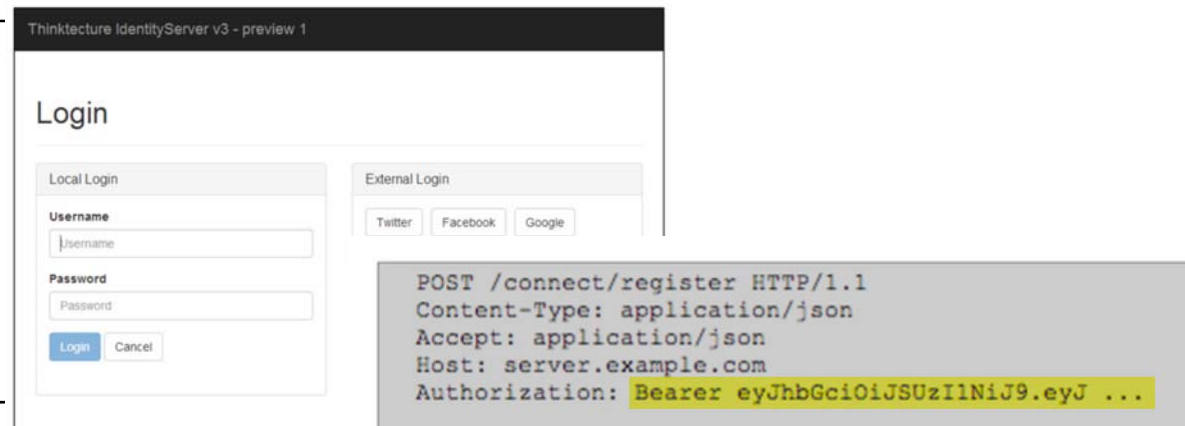 Thinktecture IdentityServer v3 - preview 1
Login
Local Login
Username
Username
Password
Password
Login Cancel
External Login
Twitter Facebook Google
POST /connect/register HTTP/1.1
Content-Type: application/json
Accept: application/json
Host: server.example.com
Authorization: Bearer eyJhbGciOiJSUzI1NiJ9.eyJ ...